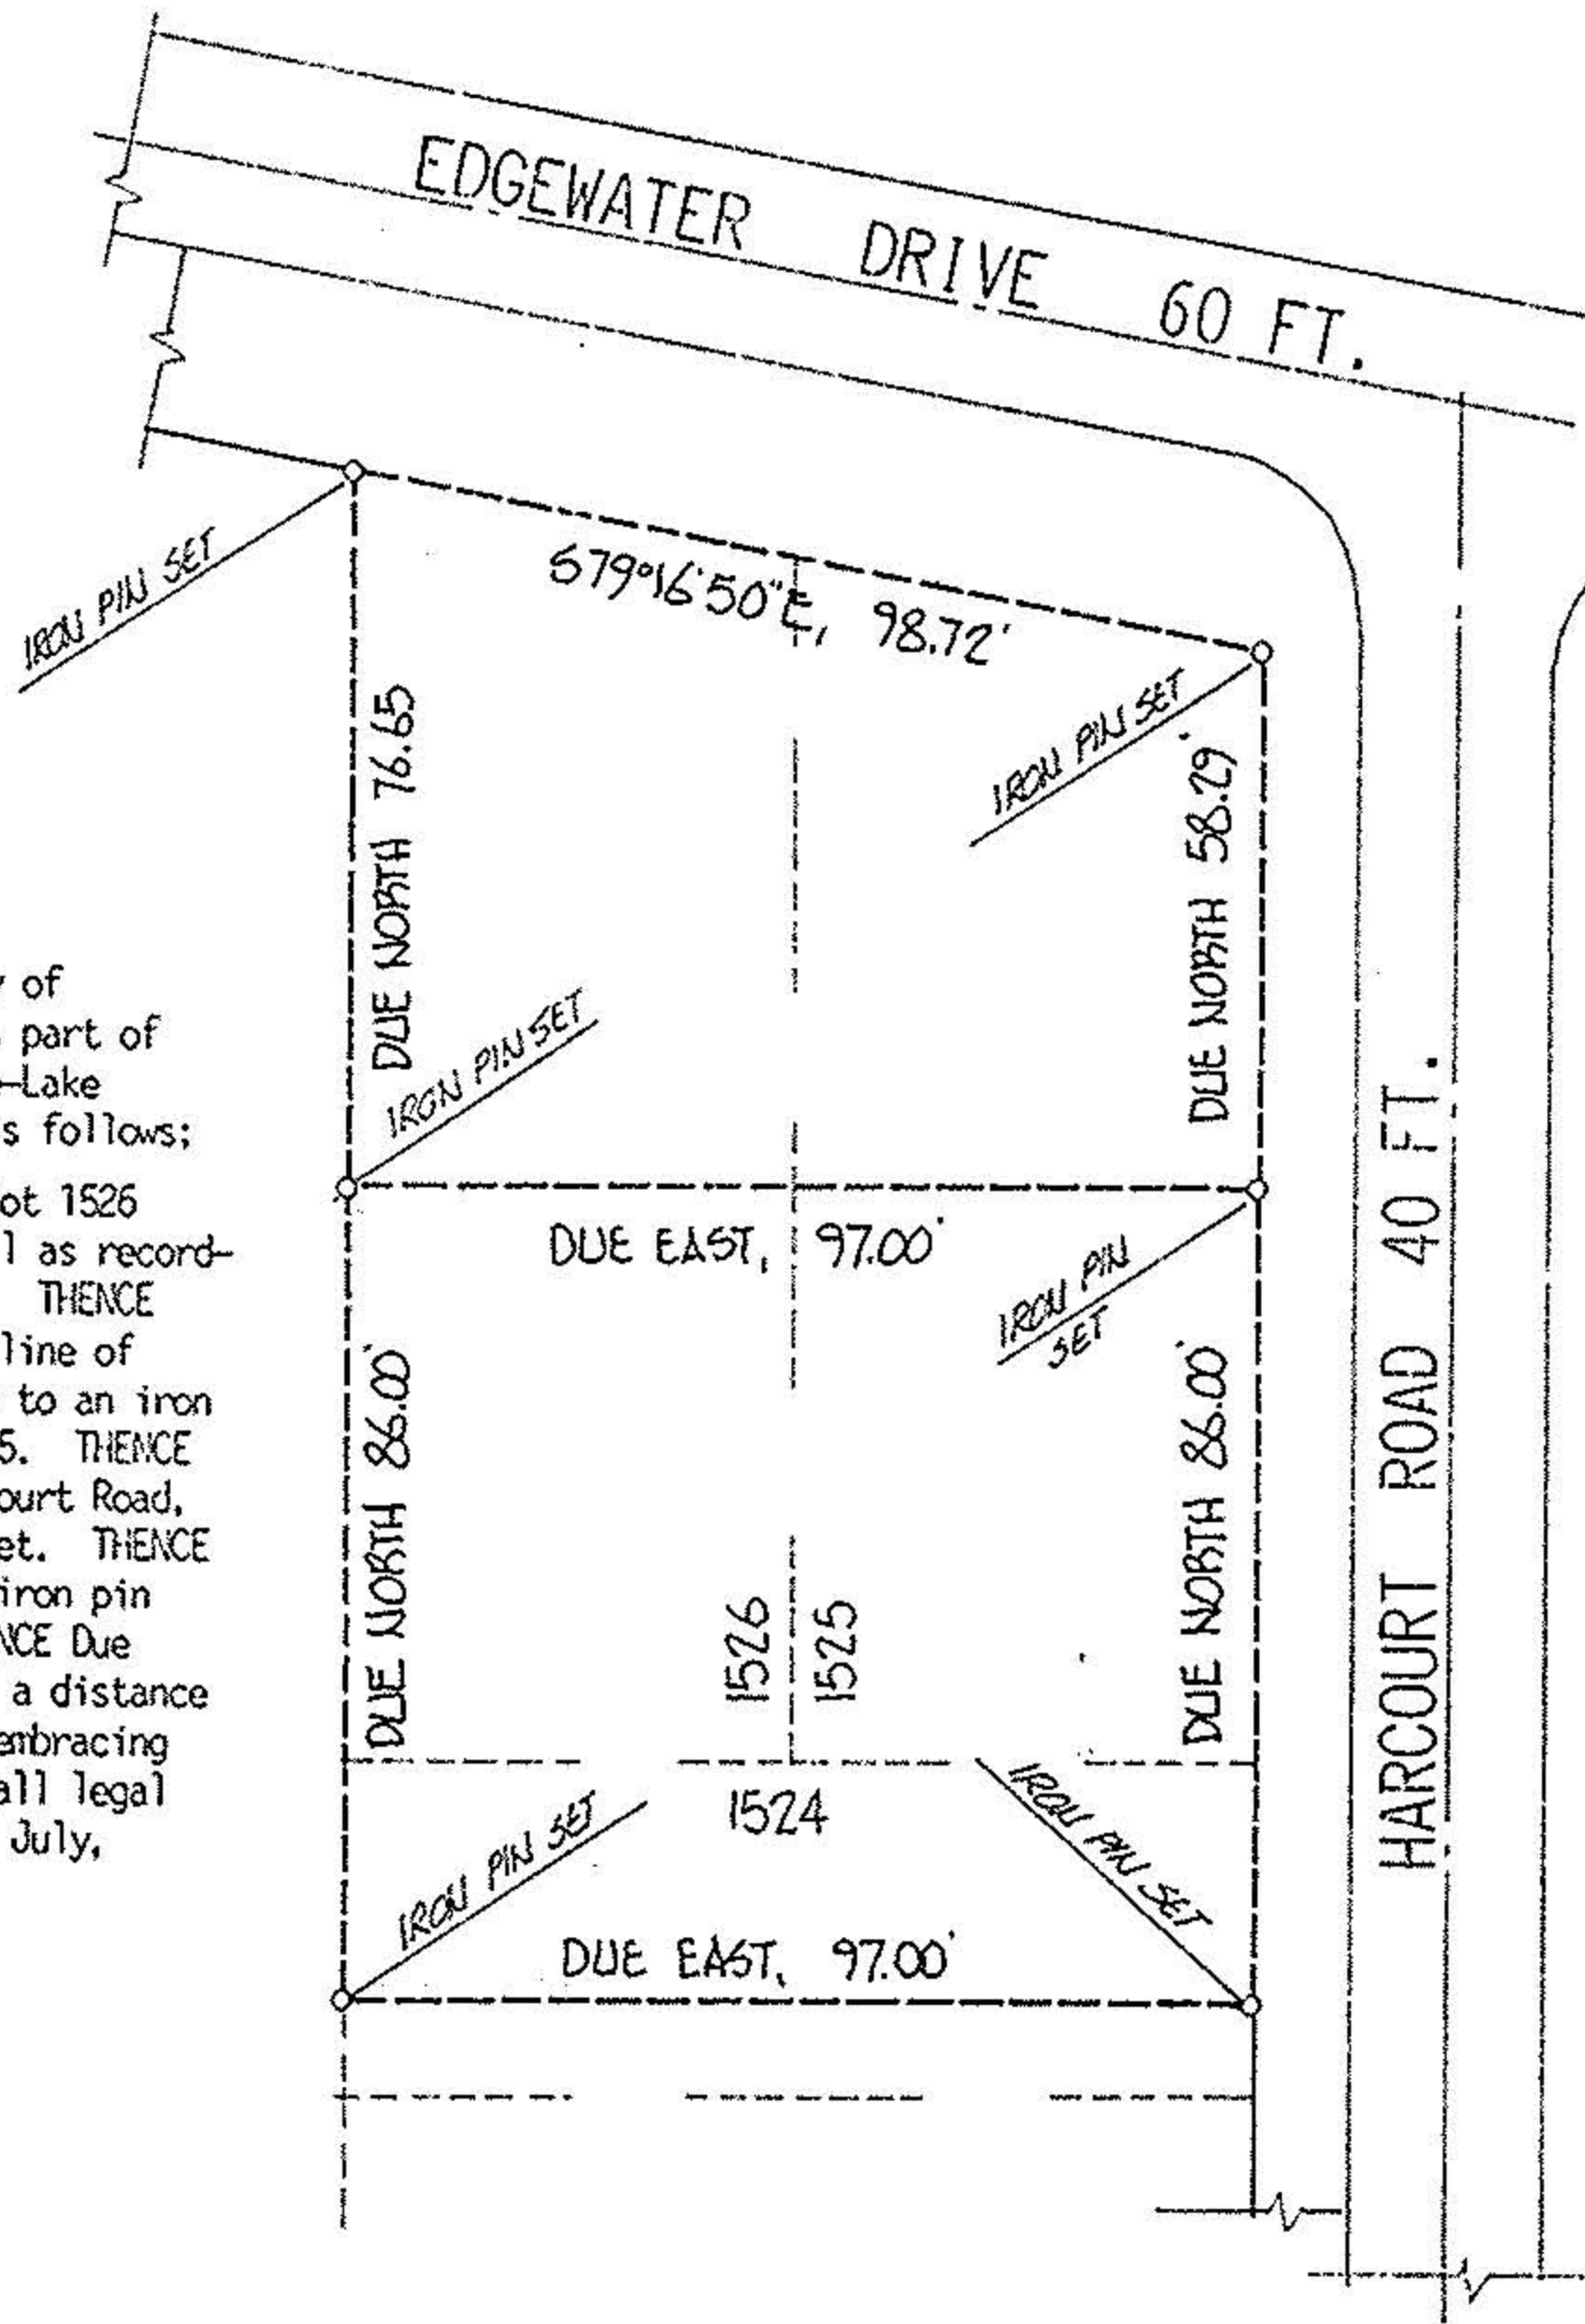 EDGEWATER DRIVE 60 FT.
IRON PIN SET
S79°16'50"E, 98.72'
IRON PIN SET
DUE NORTH 76.65
DUE NORTH 58.29'
IRON PIN SET
DUE EAST, 97.00'
IRON PIN
SET
HARCOURT ROAD 40 FT.
DUE NORTH 86.00'
DUE NORTH 86.00'
1526
1525
1524
IRON PIN SET
IRON PIN SET
DUE EAST, 97.00'
of
part of
-Lake
s follows;
ot 1526
l as record-
THENCE
line of
to an iron
5. THENCE
ourt Road,
et. THENCE
iron pin
NCE Due
a distance
embracing
all legal
July,